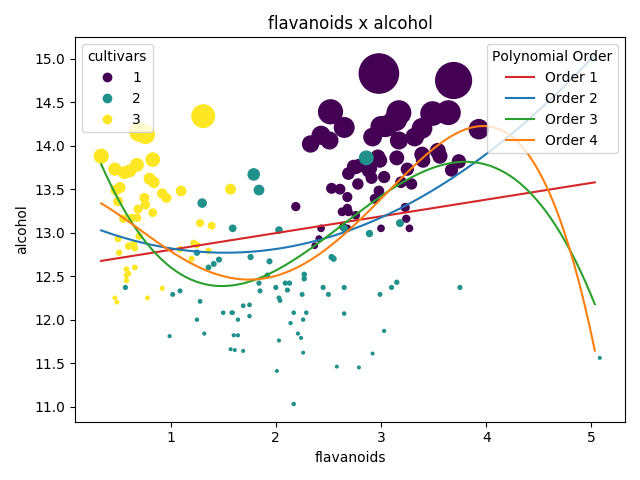 flavanoids x alcohol
cultivars
1
2
3
Polynomial Order
Order 1
Order 2
Order 3
Order 4
alcohol
15.0
14.5
14.0
13.5
13.0
12.5
12.0
11.5
11.0
1 2 3 4 5
flavanoids